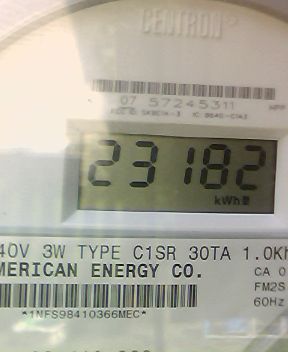 CENTRON
07 57245311
23182
kWh
40V 3W TYPE C1SR 30TA 1.0Kh
MERICAN ENERGY CO.
CA 0
FM2S
60Hz
*1NFS98410366MEC*